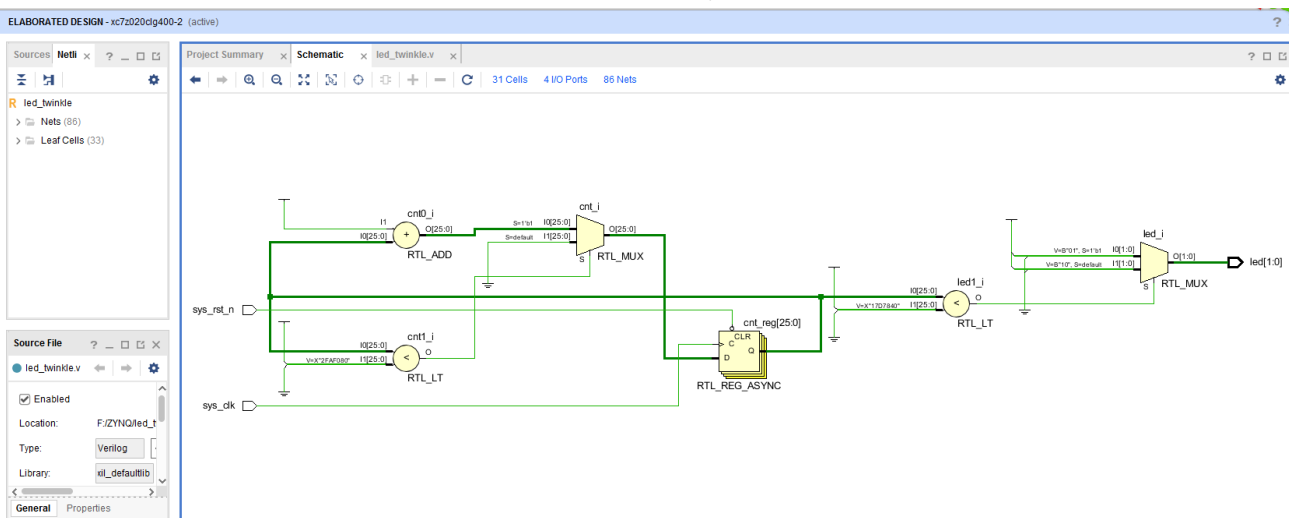 ELABORATED DESIGN - xc7z020clg400-2 (active) ?
Sources Netli × ? _
Project Summary × Schematic × led_twinkle.v × ?
31 Cells 4 I/O Ports 86 Nets
R led_twinkle
> Nets (86)
> Leaf Cells (33)
cnt0_i
I1
I0[25:0] + O[25:0]
RTL_ADD
cnt_i
S=1'b1 I0[25:0]
S=default I1[25:0]
O[25:0]
S RTL_MUX
led_i
V=B"01", S=1'b1 I0[1:0]
V=B"10", S=default I1[1:0]
O[1:0]
S RTL_MUX
led[1:0]
led1_i
I0[25:0]
V=X"17D7840" I1[25:0]
< O
RTL_LT
sys_rst_n
cnt1_i
I0[25:0]
V=X"2FAF080" I1[25:0]
< O
RTL_LT
cnt_reg[25:0]
CLR
C
D
Q
RTL_REG_ASYNC
sys_clk
Source File ? _ ×
led_twinkle.v
Enabled
Location: F:/ZYNQ/led_t
Type: Verilog
Library: xil_defaultlib
General Properties